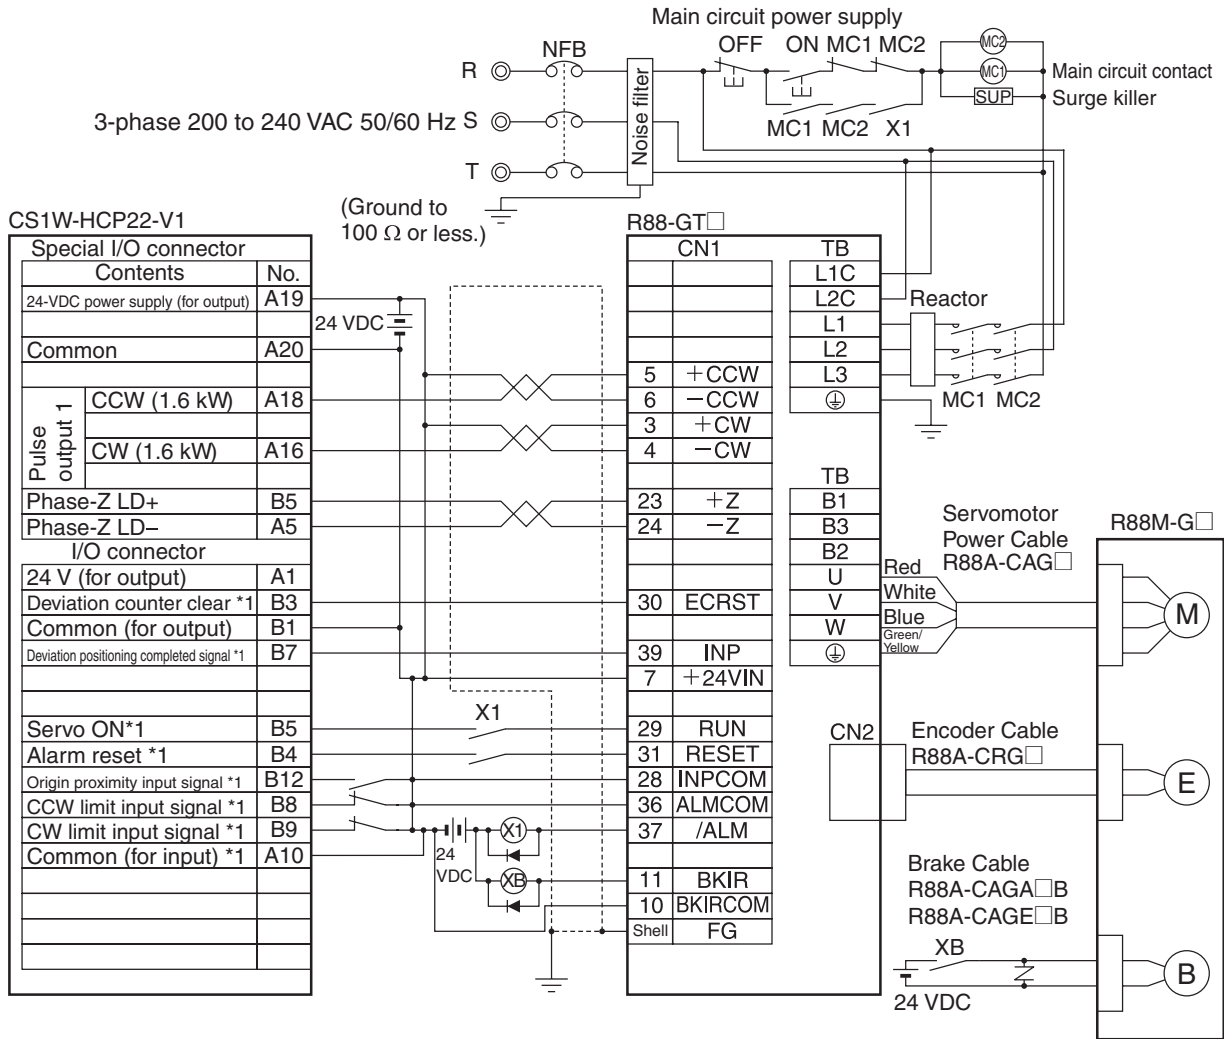 Main circuit power supply
OFF ON MC1 MC2
MC2
NFB
R
MC1
Main circuit contact
SUP
Surge killer
Noise filter
MC1 MC2 X1
3-phase 200 to 240 VAC 50/60 Hz S
T
(Ground to
100 Ω or less.)
CS1W-HCP22-V1
Special I/O connector
Contents No.
24-VDC power supply (for output) A19
Common A20
Pulse output 1
CCW (1.6 kW) A18
CW (1.6 kW) A16
Phase-Z LD+ B5
Phase-Z LD− A5
I/O connector
24 V (for output) A1
Deviation counter clear *1 B3
Common (for output) B1
Deviation positioning completed signal *1 B7
Servo ON*1 B5
Alarm reset *1 B4
Origin proximity input signal *1 B12
CCW limit input signal *1 B8
CW limit input signal *1 B9
Common (for input) *1 A10
24 VDC
X1
X1
24
VDC
XB
R88-GT□
CN1
5 +CCW
6 −CCW
3 +CW
4 −CW
23 +Z
24 −Z
30 ECRST
39 INP
7 +24VIN
29 RUN
31 RESET
28 INPCOM
36 ALMCOM
37 /ALM
11 BKIR
10 BKIRCOM
Shell FG
TB
L1C
L2C
L1
L2
L3
Reactor
MC1 MC2
TB
B1
B3
B2
U
V
W
Red
White
Blue
Green/
Yellow
Servomotor
Power Cable
R88A-CAG□
R88M-G□
M
CN2
Encoder Cable
R88A-CRG□
E
Brake Cable
R88A-CAGA□B
R88A-CAGE□B
XB
24 VDC
B